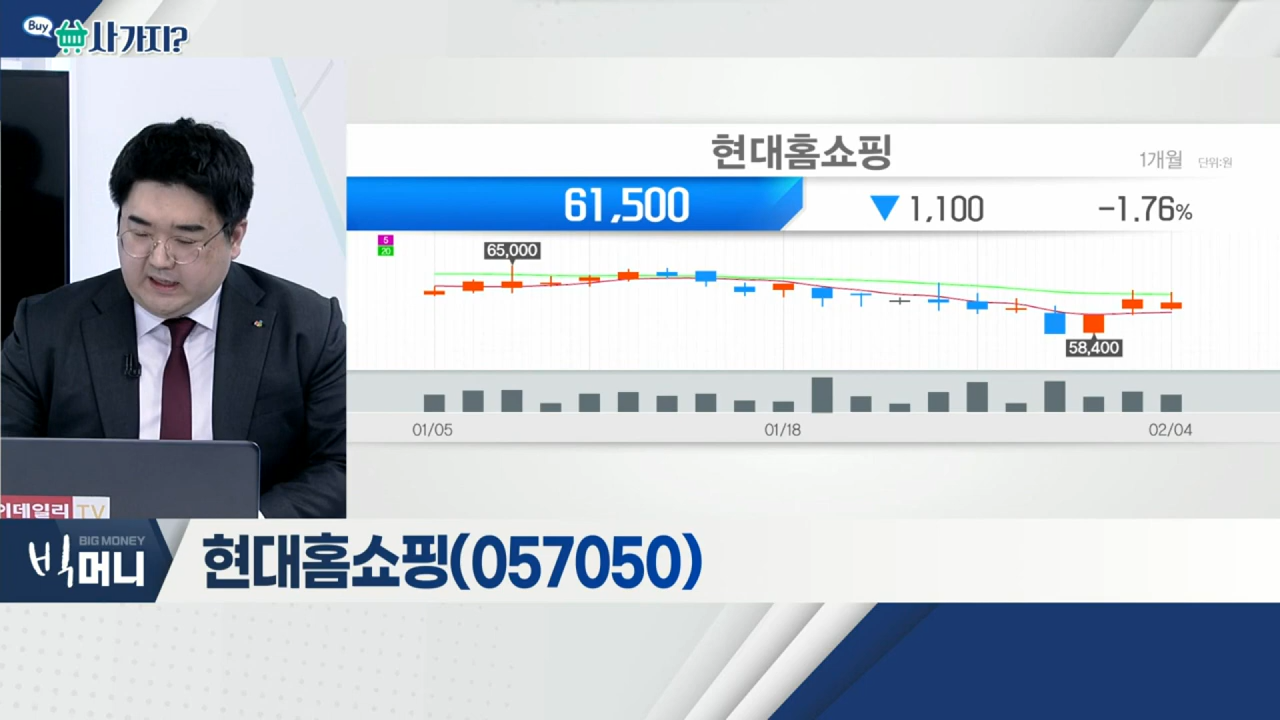 Buy
사가지?
현대홈쇼핑
1개월 단위:원
61,500 ▼ 1,100 -1.76%
5
20
65,000
58,400
01/05 01/18 02/04
이데일리 TV
빅머니 BIG MONEY
현대홈쇼핑(057050)